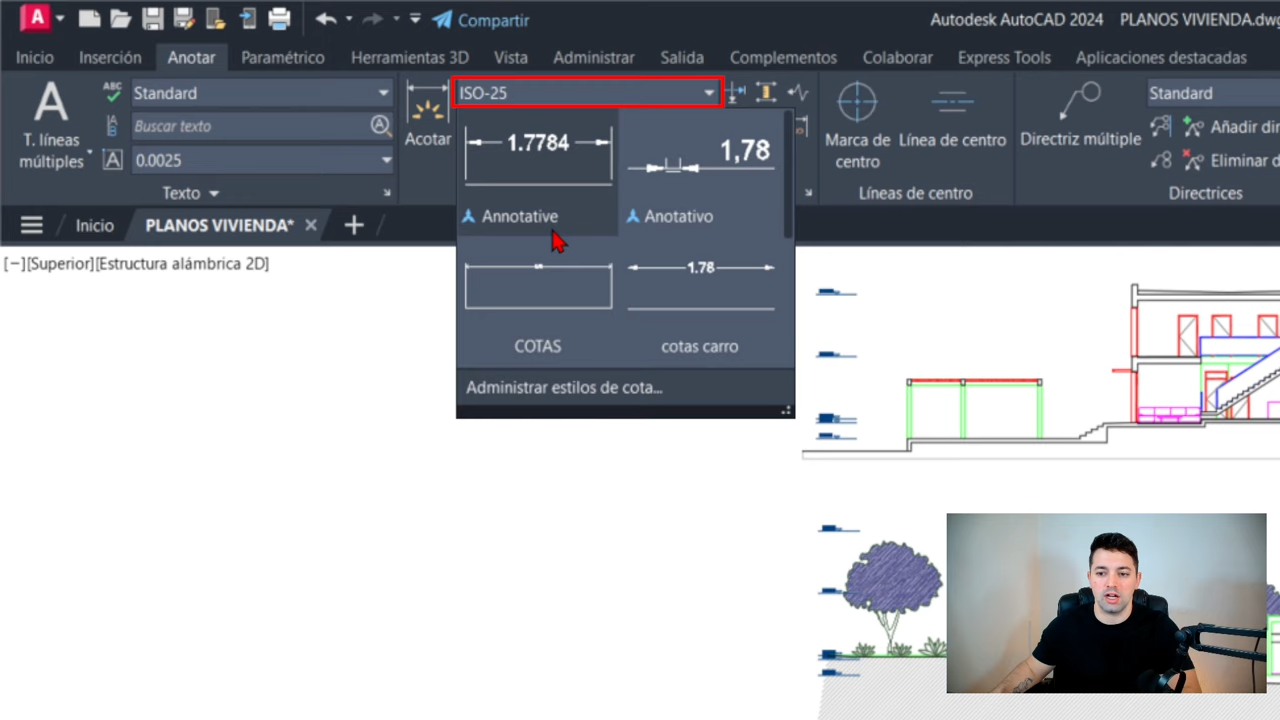 A
Compartir
Autodesk AutoCAD 2024
PLANOS VIVIENDA.dwg
Inicio
Inserción
Anotar
Paramétrico
Herramientas 3D
Vista
Administrar
Salida
Complementos
Colaborar
Express Tools
Aplicaciones destacadas
A
T. líneas
múltiples
ABC
Standard
Buscar texto
A
0.0025
Texto
Acotar
ISO-25
1.7784
1,78
Annotative
Anotativo
1.78
COTAS
cotas carro
Administrar estilos de cota...
Marca de
centro
Línea de centro
Líneas de centro
Directriz múltiple
Standard
Añadir di
Eliminar d
Directrices
Inicio
PLANOS VIVIENDA*
[−][Superior][Estructura alámbrica 2D]